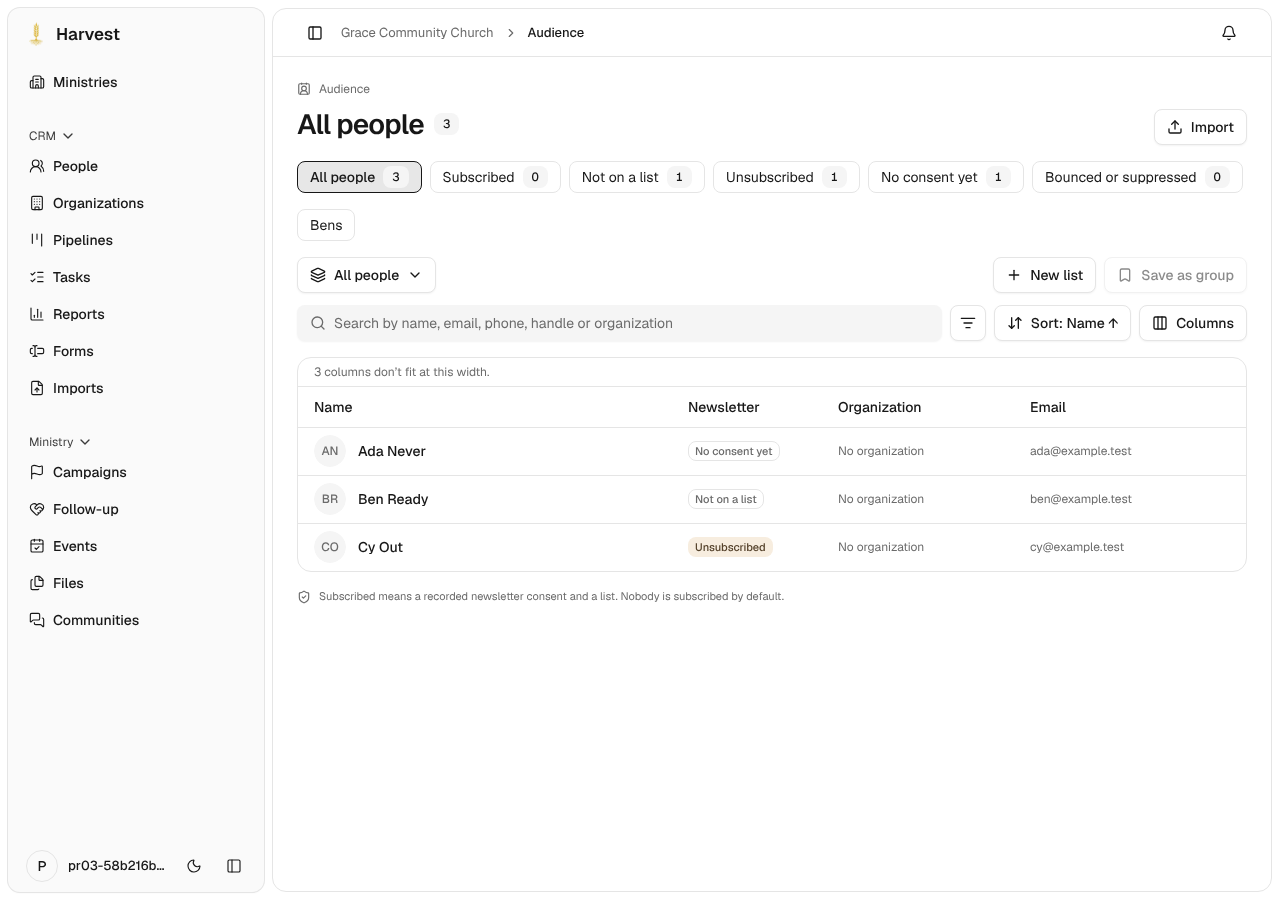 Harvest
Grace Community Church > Audience
Ministries
CRM
People
Organizations
Pipelines
Tasks
Reports
Forms
Imports
Ministry
Campaigns
Follow-up
Events
Files
Communities
P pr03-58b216b…
Audience
All people 3
Import
All people 3 Subscribed 0 Not on a list 1 Unsubscribed 1 No consent yet 1 Bounced or suppressed 0
Bens
All people New list Save as group
Search by name, email, phone, handle or organization Sort: Name ↑ Columns
3 columns don't fit at this width.
Name Newsletter Organization Email
AN Ada Never No consent yet No organization ada@example.test
BR Ben Ready Not on a list No organization ben@example.test
CO Cy Out Unsubscribed No organization cy@example.test
Subscribed means a recorded newsletter consent and a list. Nobody is subscribed by default.